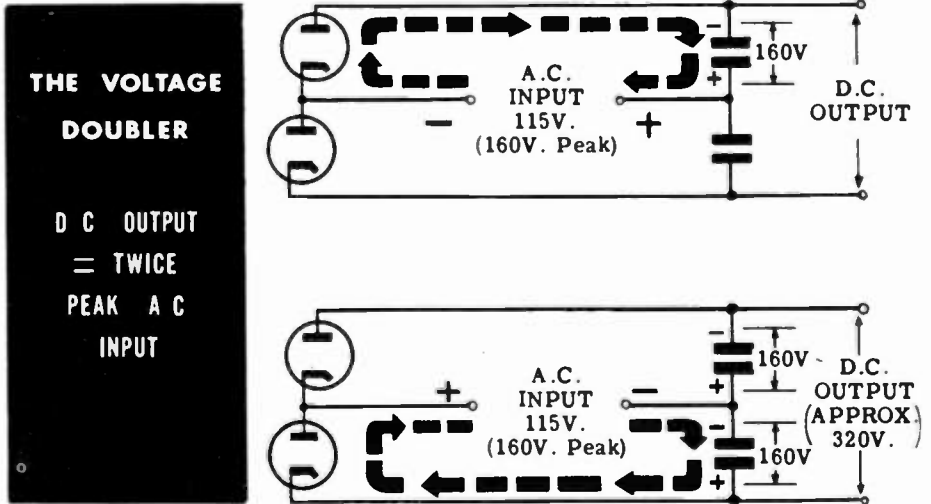 THE VOLTAGE
DOUBLER
D C OUTPUT
= TWICE
PEAK A C
INPUT
−
160V
+
A.C.
INPUT
115V.
(160V. Peak)
−
+
D.C.
OUTPUT
−
160V
+
+
A.C.
INPUT
115V.
(160V. Peak)
−
−
160V
+
D.C.
OUTPUT
(APPROX.
320V.)